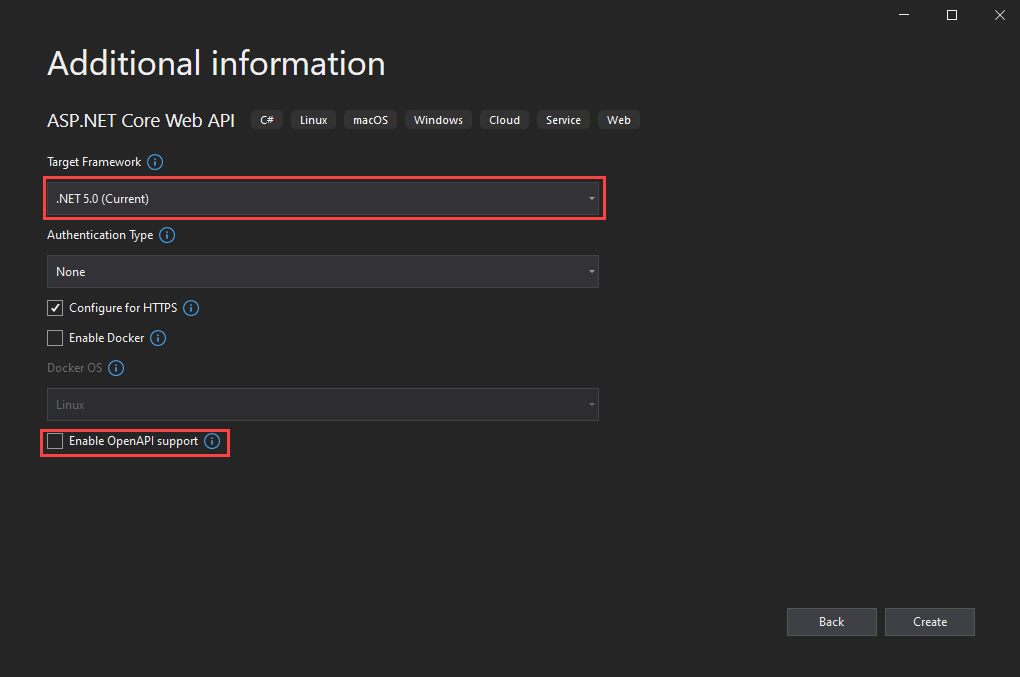 Additional information
ASP.NET Core Web API C# Linux macOS Windows Cloud Service Web
Target Framework
.NET 5.0 (Current)
Authentication Type
None
Configure for HTTPS
Enable Docker
Docker OS
Linux
Enable OpenAPI support
Back Create